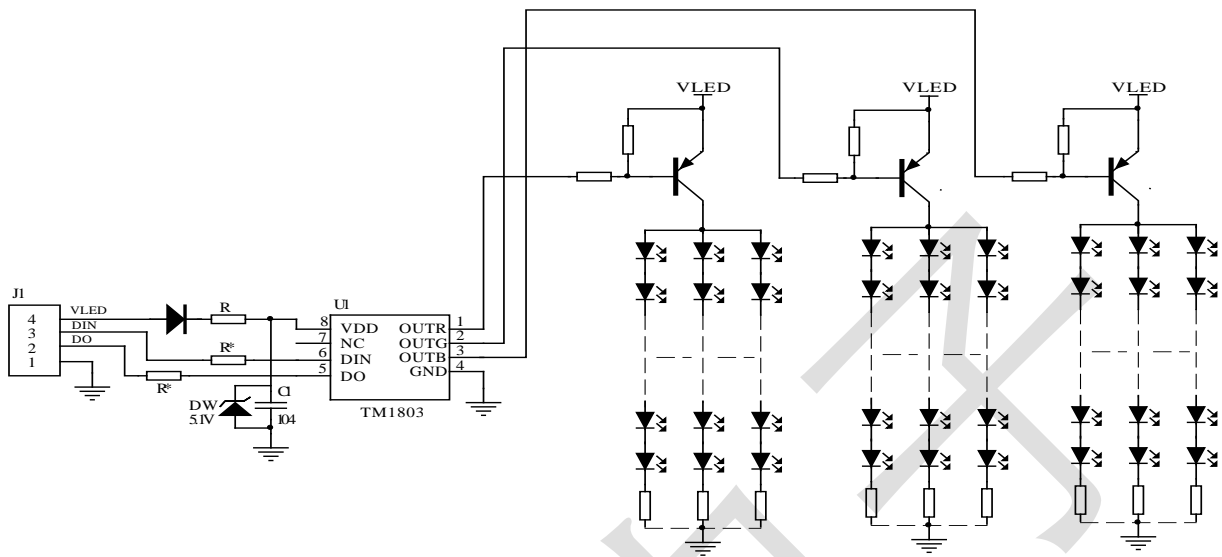 VLED
VLED
VLED
J1
4
3
2
1
VLED
DIN
DO
R
R*
R*
DW
5.1V
C1
104
U1
8
7
6
5
VDD
NC
DIN
DO
OUTR
OUTG
OUTB
GND
1
2
3
4
TM1803